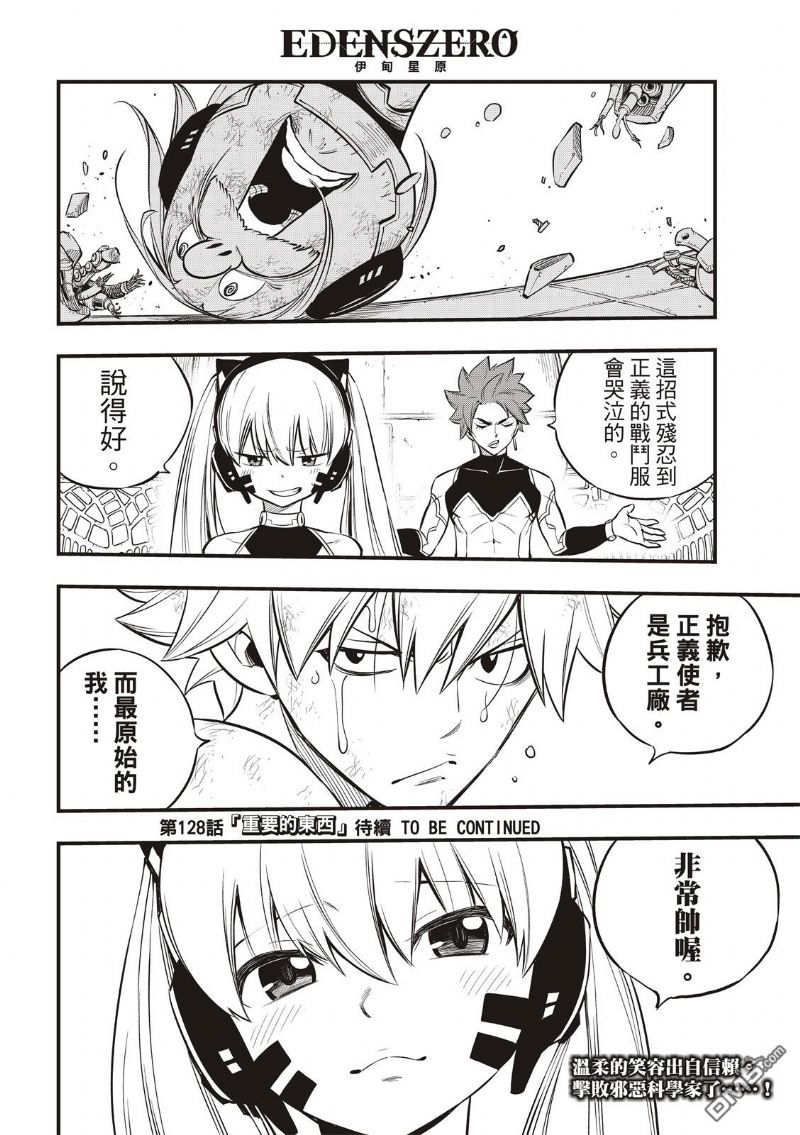 EDENSZERO
伊甸星原
這招式殘忍到
正義的戰鬥服
會哭泣的。
說得好。
抱歉，
正義使者
是兵工廠。
而最原始的
我……
第128話『重要的東西』待續 TO BE CONTINUED
非常帥喔。
溫柔的笑容出自信賴。
擊敗邪惡科學家了……！
DM5.COM